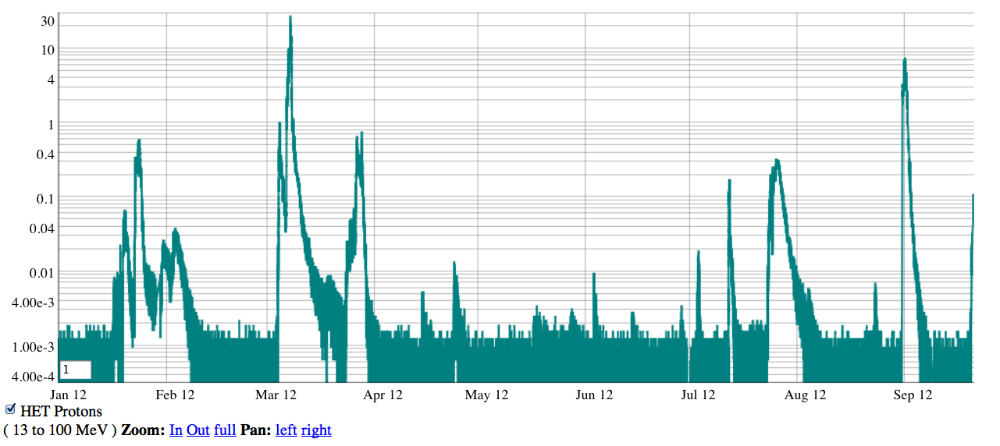 30
10
4
1
0.4
0.1
0.04
0.01
4.00e-3
1.00e-3
4.00e-4
1
Jan 12 Feb 12 Mar 12 Apr 12 May 12 Jun 12 Jul 12 Aug 12 Sep 12
HET Protons
( 13 to 100 MeV ) Zoom: In Out full Pan: left right